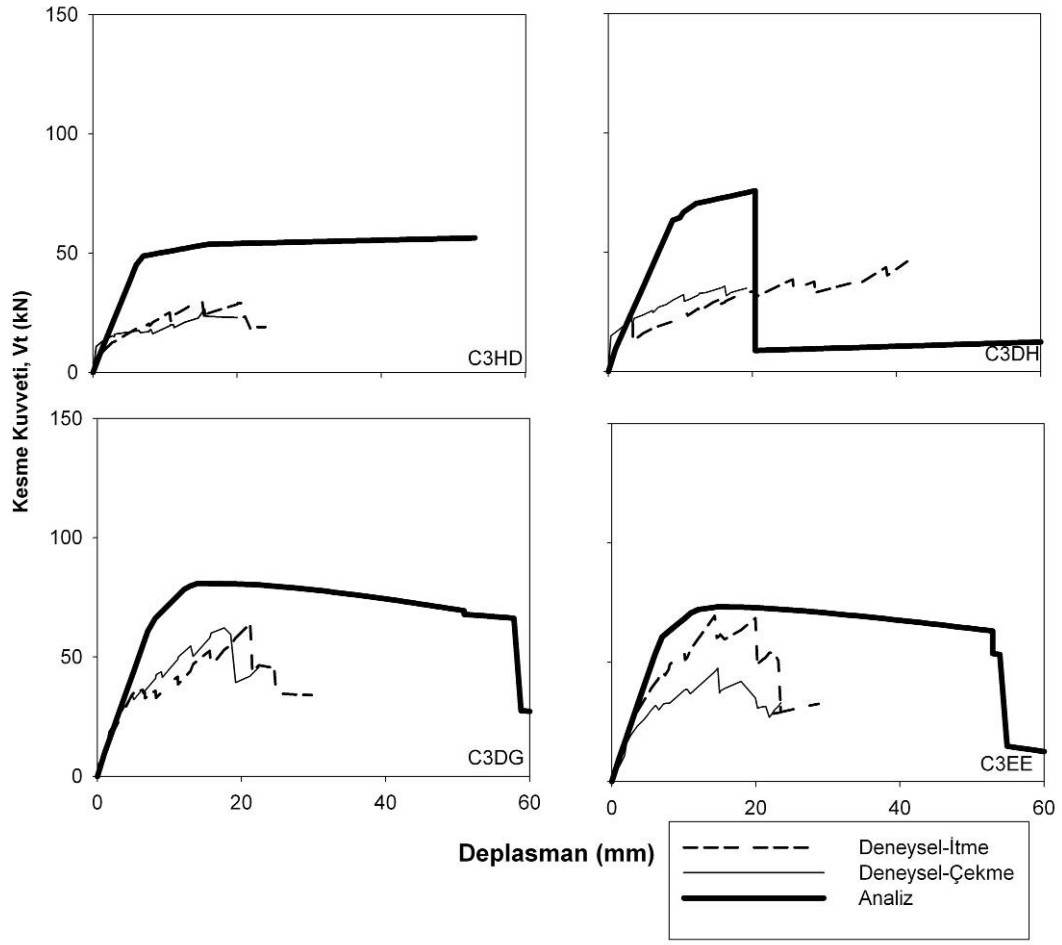 150
100
50
0
C3HD
C3DH
Kesme Kuvveti, Vt (kN)
150
100
50
0
C3DG
C3EE
0
20
40
60
0
20
40
60
Deplasman (mm)
Deneysel-İtme
Deneysel-Çekme
Analiz